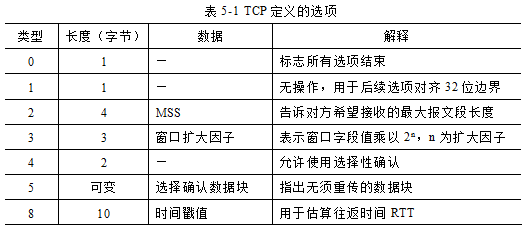 表 5-1 TCP 定义的选项
类型 长度（字节） 数据 解释
0 1 － 标志所有选项结束
1 1 － 无操作，用于后续选项对齐 32 位边界
2 4 MSS 告诉对方希望接收的最大报文段长度
3 3 窗口扩大因子 表示窗口字段值乘以 2ⁿ，n 为扩大因子
4 2 － 允许使用选择性确认
5 可变 选择确认数据块 指出无须重传的数据块
8 10 时间戳值 用于估算往返时间 RTT